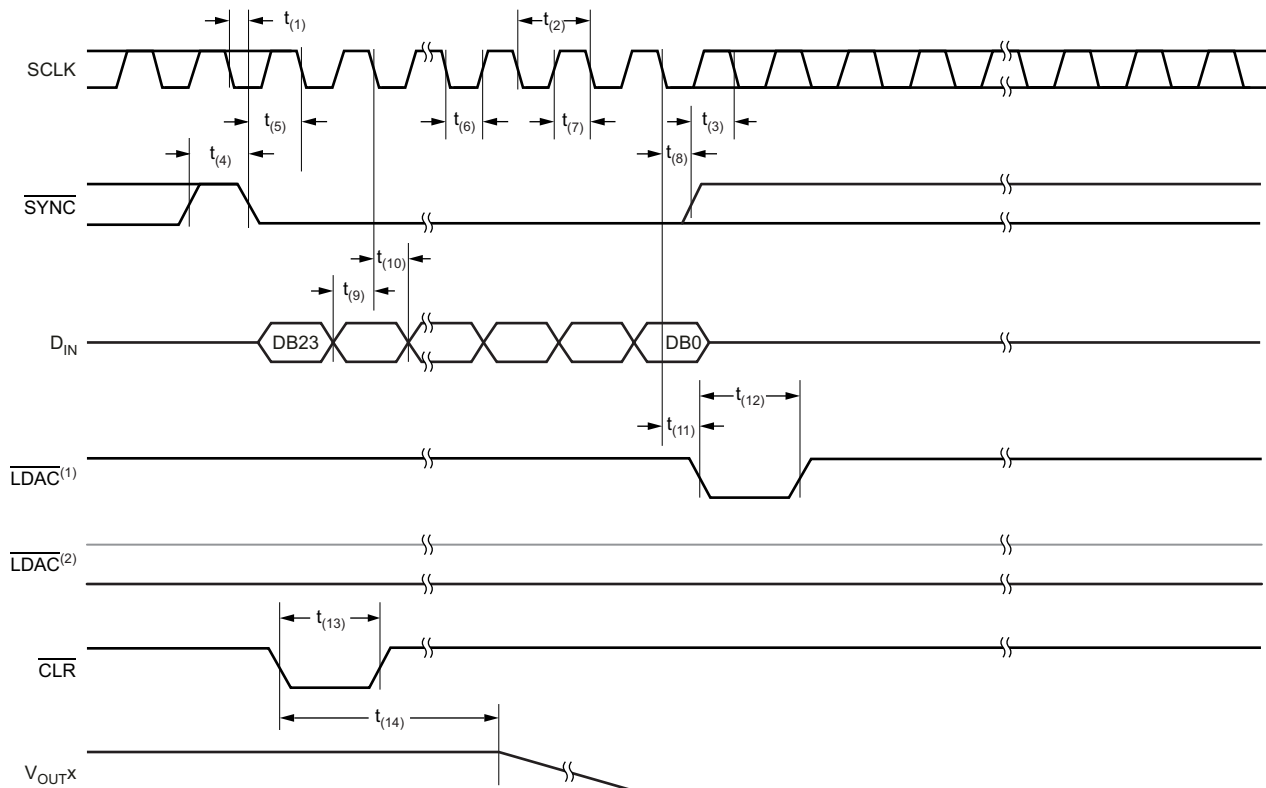 t(1)
t(2)
SCLK
t(5)
t(6)
t(7)
t(3)
t(4)
t(8)
SYNC
t(10)
t(9)
DIN
DB23
DB0
t(12)
t(11)
LDAC(1)
LDAC(2)
t(13)
CLR
t(14)
VOUTX